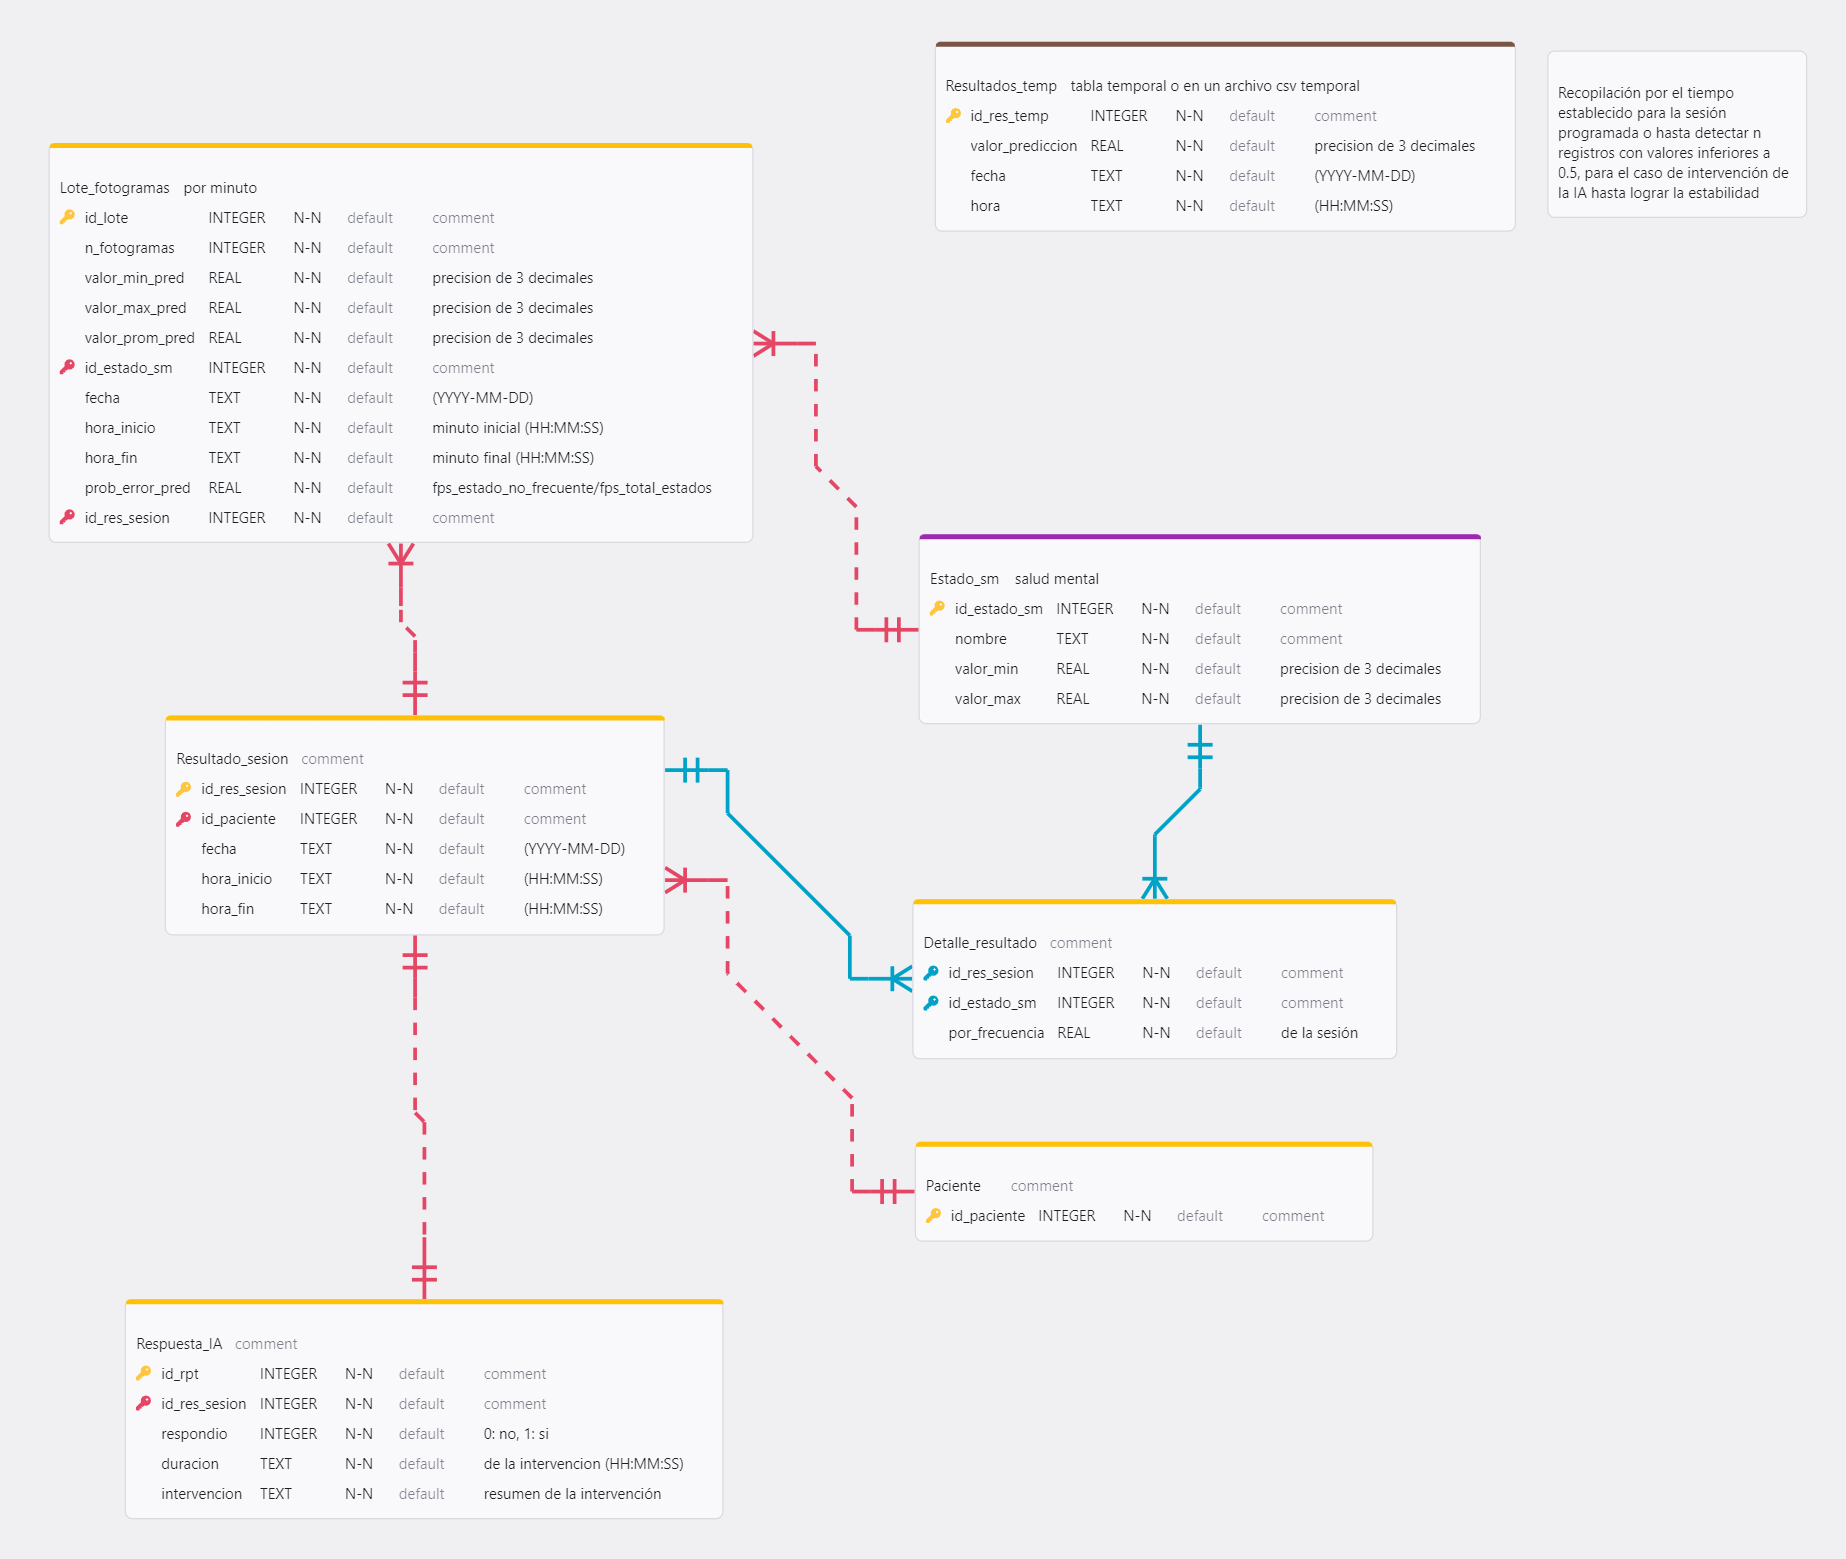 Resultados_temp tabla temporal o en un archivo csv temporal
id_res_temp INTEGER N-N default comment
valor_prediccion REAL N-N default precision de 3 decimales
fecha TEXT N-N default (YYYY-MM-DD)
hora TEXT N-N default (HH:MM:SS)
Recopilación por el tiempo
establecido para la sesión
programada o hasta detectar n
registros con valores inferiores a
0.5, para el caso de intervención de
la IA hasta lograr la estabilidad
Lote_fotogramas por minuto
id_lote INTEGER N-N default comment
n_fotogramas INTEGER N-N default comment
valor_min_pred REAL N-N default precision de 3 decimales
valor_max_pred REAL N-N default precision de 3 decimales
valor_prom_pred REAL N-N default precision de 3 decimales
id_estado_sm INTEGER N-N default comment
fecha TEXT N-N default (YYYY-MM-DD)
hora_inicio TEXT N-N default minuto inicial (HH:MM:SS)
hora_fin TEXT N-N default minuto final (HH:MM:SS)
prob_error_pred REAL N-N default fps_estado_no_frecuente/fps_total_estados
id_res_sesion INTEGER N-N default comment
Estado_sm salud mental
id_estado_sm INTEGER N-N default comment
nombre TEXT N-N default comment
valor_min REAL N-N default precision de 3 decimales
valor_max REAL N-N default precision de 3 decimales
Resultado_sesion comment
id_res_sesion INTEGER N-N default comment
id_paciente INTEGER N-N default comment
fecha TEXT N-N default (YYYY-MM-DD)
hora_inicio TEXT N-N default (HH:MM:SS)
hora_fin TEXT N-N default (HH:MM:SS)
Detalle_resultado comment
id_res_sesion INTEGER N-N default comment
id_estado_sm INTEGER N-N default comment
por_frecuencia REAL N-N default de la sesión
Paciente comment
id_paciente INTEGER N-N default comment
Respuesta_IA comment
id_rpt INTEGER N-N default comment
id_res_sesion INTEGER N-N default comment
respondio INTEGER N-N default 0: no, 1: si
duracion TEXT N-N default de la intervencion (HH:MM:SS)
intervencion TEXT N-N default resumen de la intervención